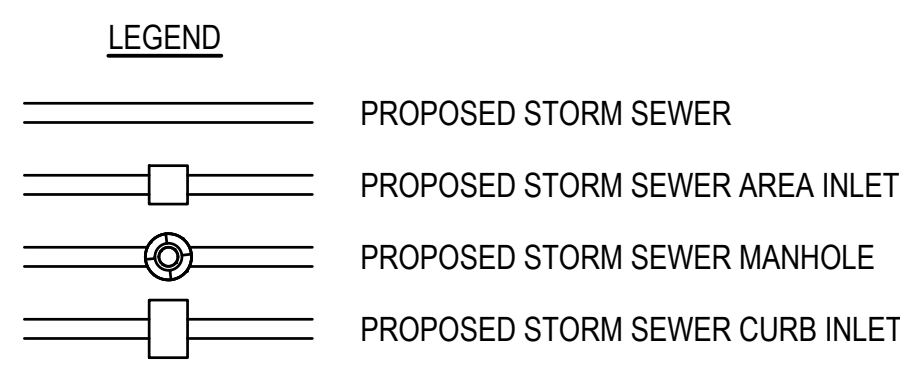 LEGEND
PROPOSED STORM SEWER
PROPOSED STORM SEWER AREA INLET
PROPOSED STORM SEWER MANHOLE
PROPOSED STORM SEWER CURB INLET